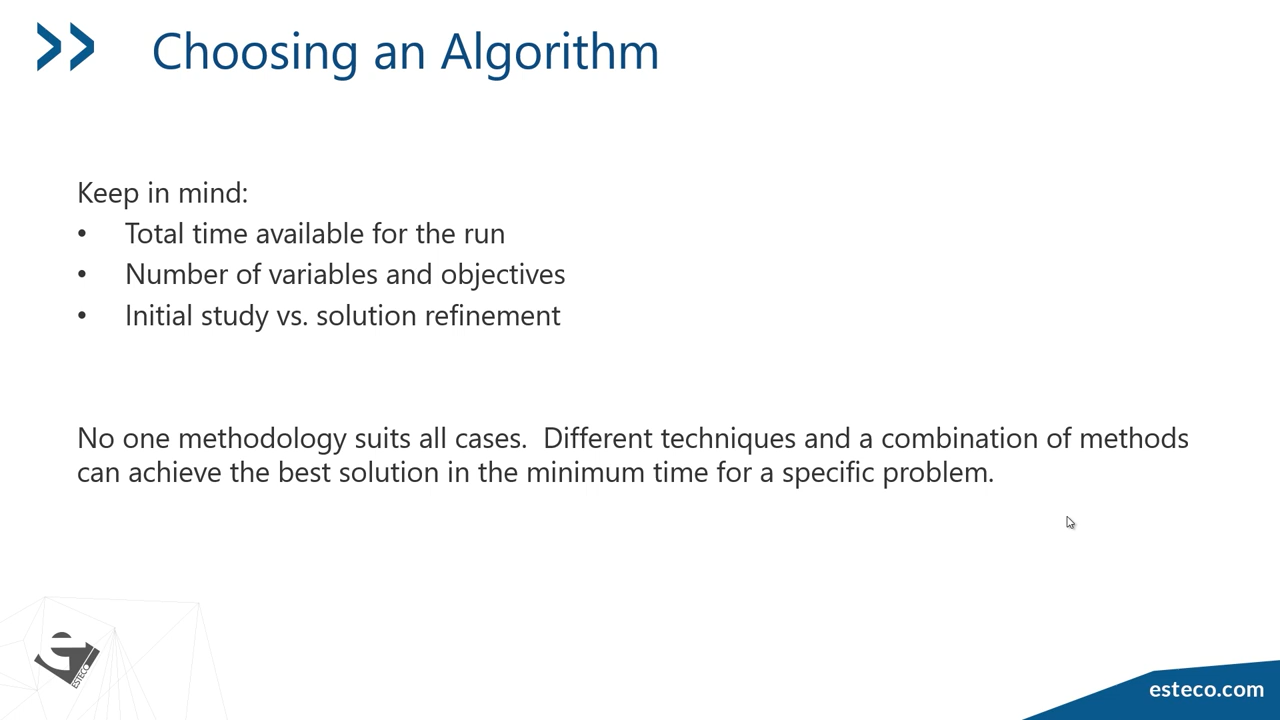 Choosing an Algorithm
Keep in mind:
• Total time available for the run
• Number of variables and objectives
• Initial study vs. solution refinement
No one methodology suits all cases.  Different techniques and a combination of methods
can achieve the best solution in the minimum time for a specific problem.
ESTECO
esteco.com